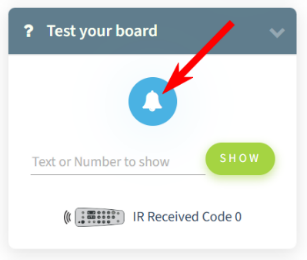 ? Test your board
Text or Number to show
SHOW
IR Received Code 0